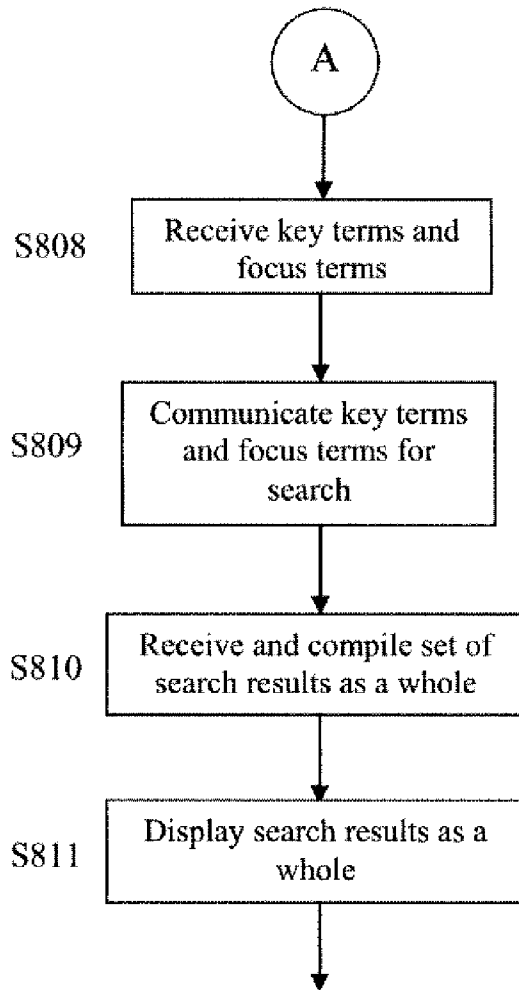 A
S808
Receive key terms and
focus terms
S809
Communicate key terms
and focus terms for
search
S810
Receive and compile set of
search results as a whole
S811
Display search results as a
whole